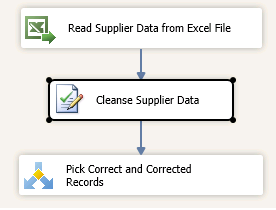 Read Supplier Data from Excel File
Cleanse Supplier Data
Pick Correct and Corrected
Records